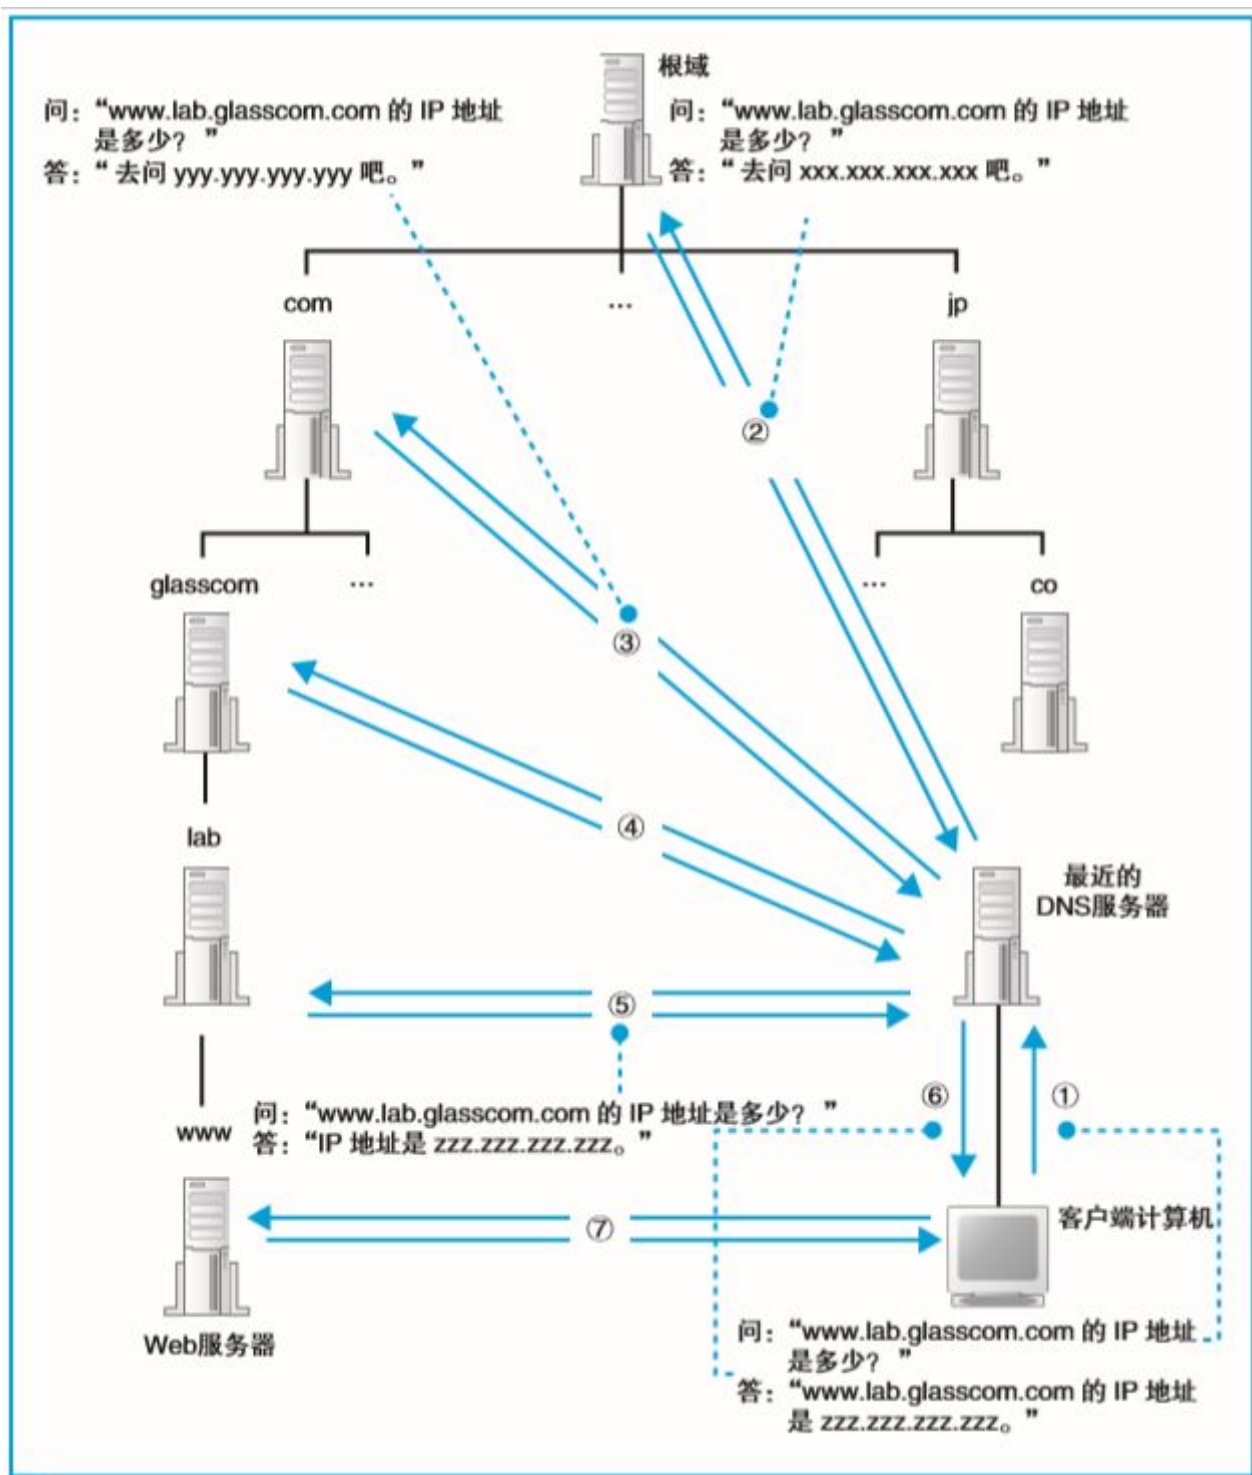 根域
问：“www.lab.glasscom.com 的 IP 地址
是多少？”
答：“去问 yyy.yyy.yyy.yyy 吧。”
问：“www.lab.glasscom.com 的 IP 地址
是多少？”
答：“去问 xxx.xxx.xxx.xxx 吧。”
com
...
jp
②
glasscom
...
...
co
③
④
lab
最近的
DNS服务器
⑤
⑥
①
问：“www.lab.glasscom.com 的 IP 地址是多少？”
答：“IP 地址是 zzz.zzz.zzz.zzz。”
www
⑦
客户端计算机
Web服务器
问：“www.lab.glasscom.com 的 IP 地址
是多少？”
答：“www.lab.glasscom.com 的 IP 地址
是 zzz.zzz.zzz.zzz。”